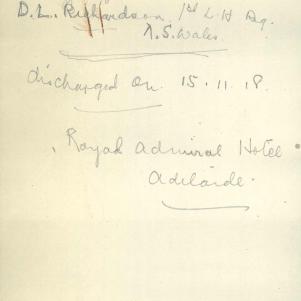 D. L. Richardson, 1st L. H. Reg.
N. S. Wales.
discharged on 15.11.18.
Royal Admiral Hotel
Adelaide.